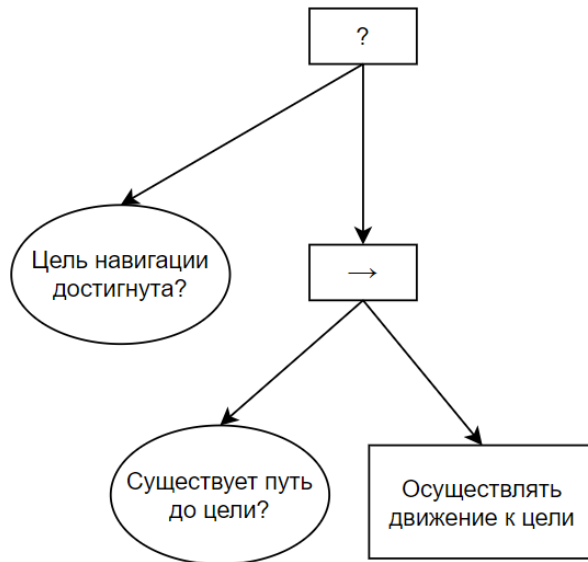 ?
Цель навигации
достигнута?
→
Существует путь
до цели?
Осуществлять
движение к цели